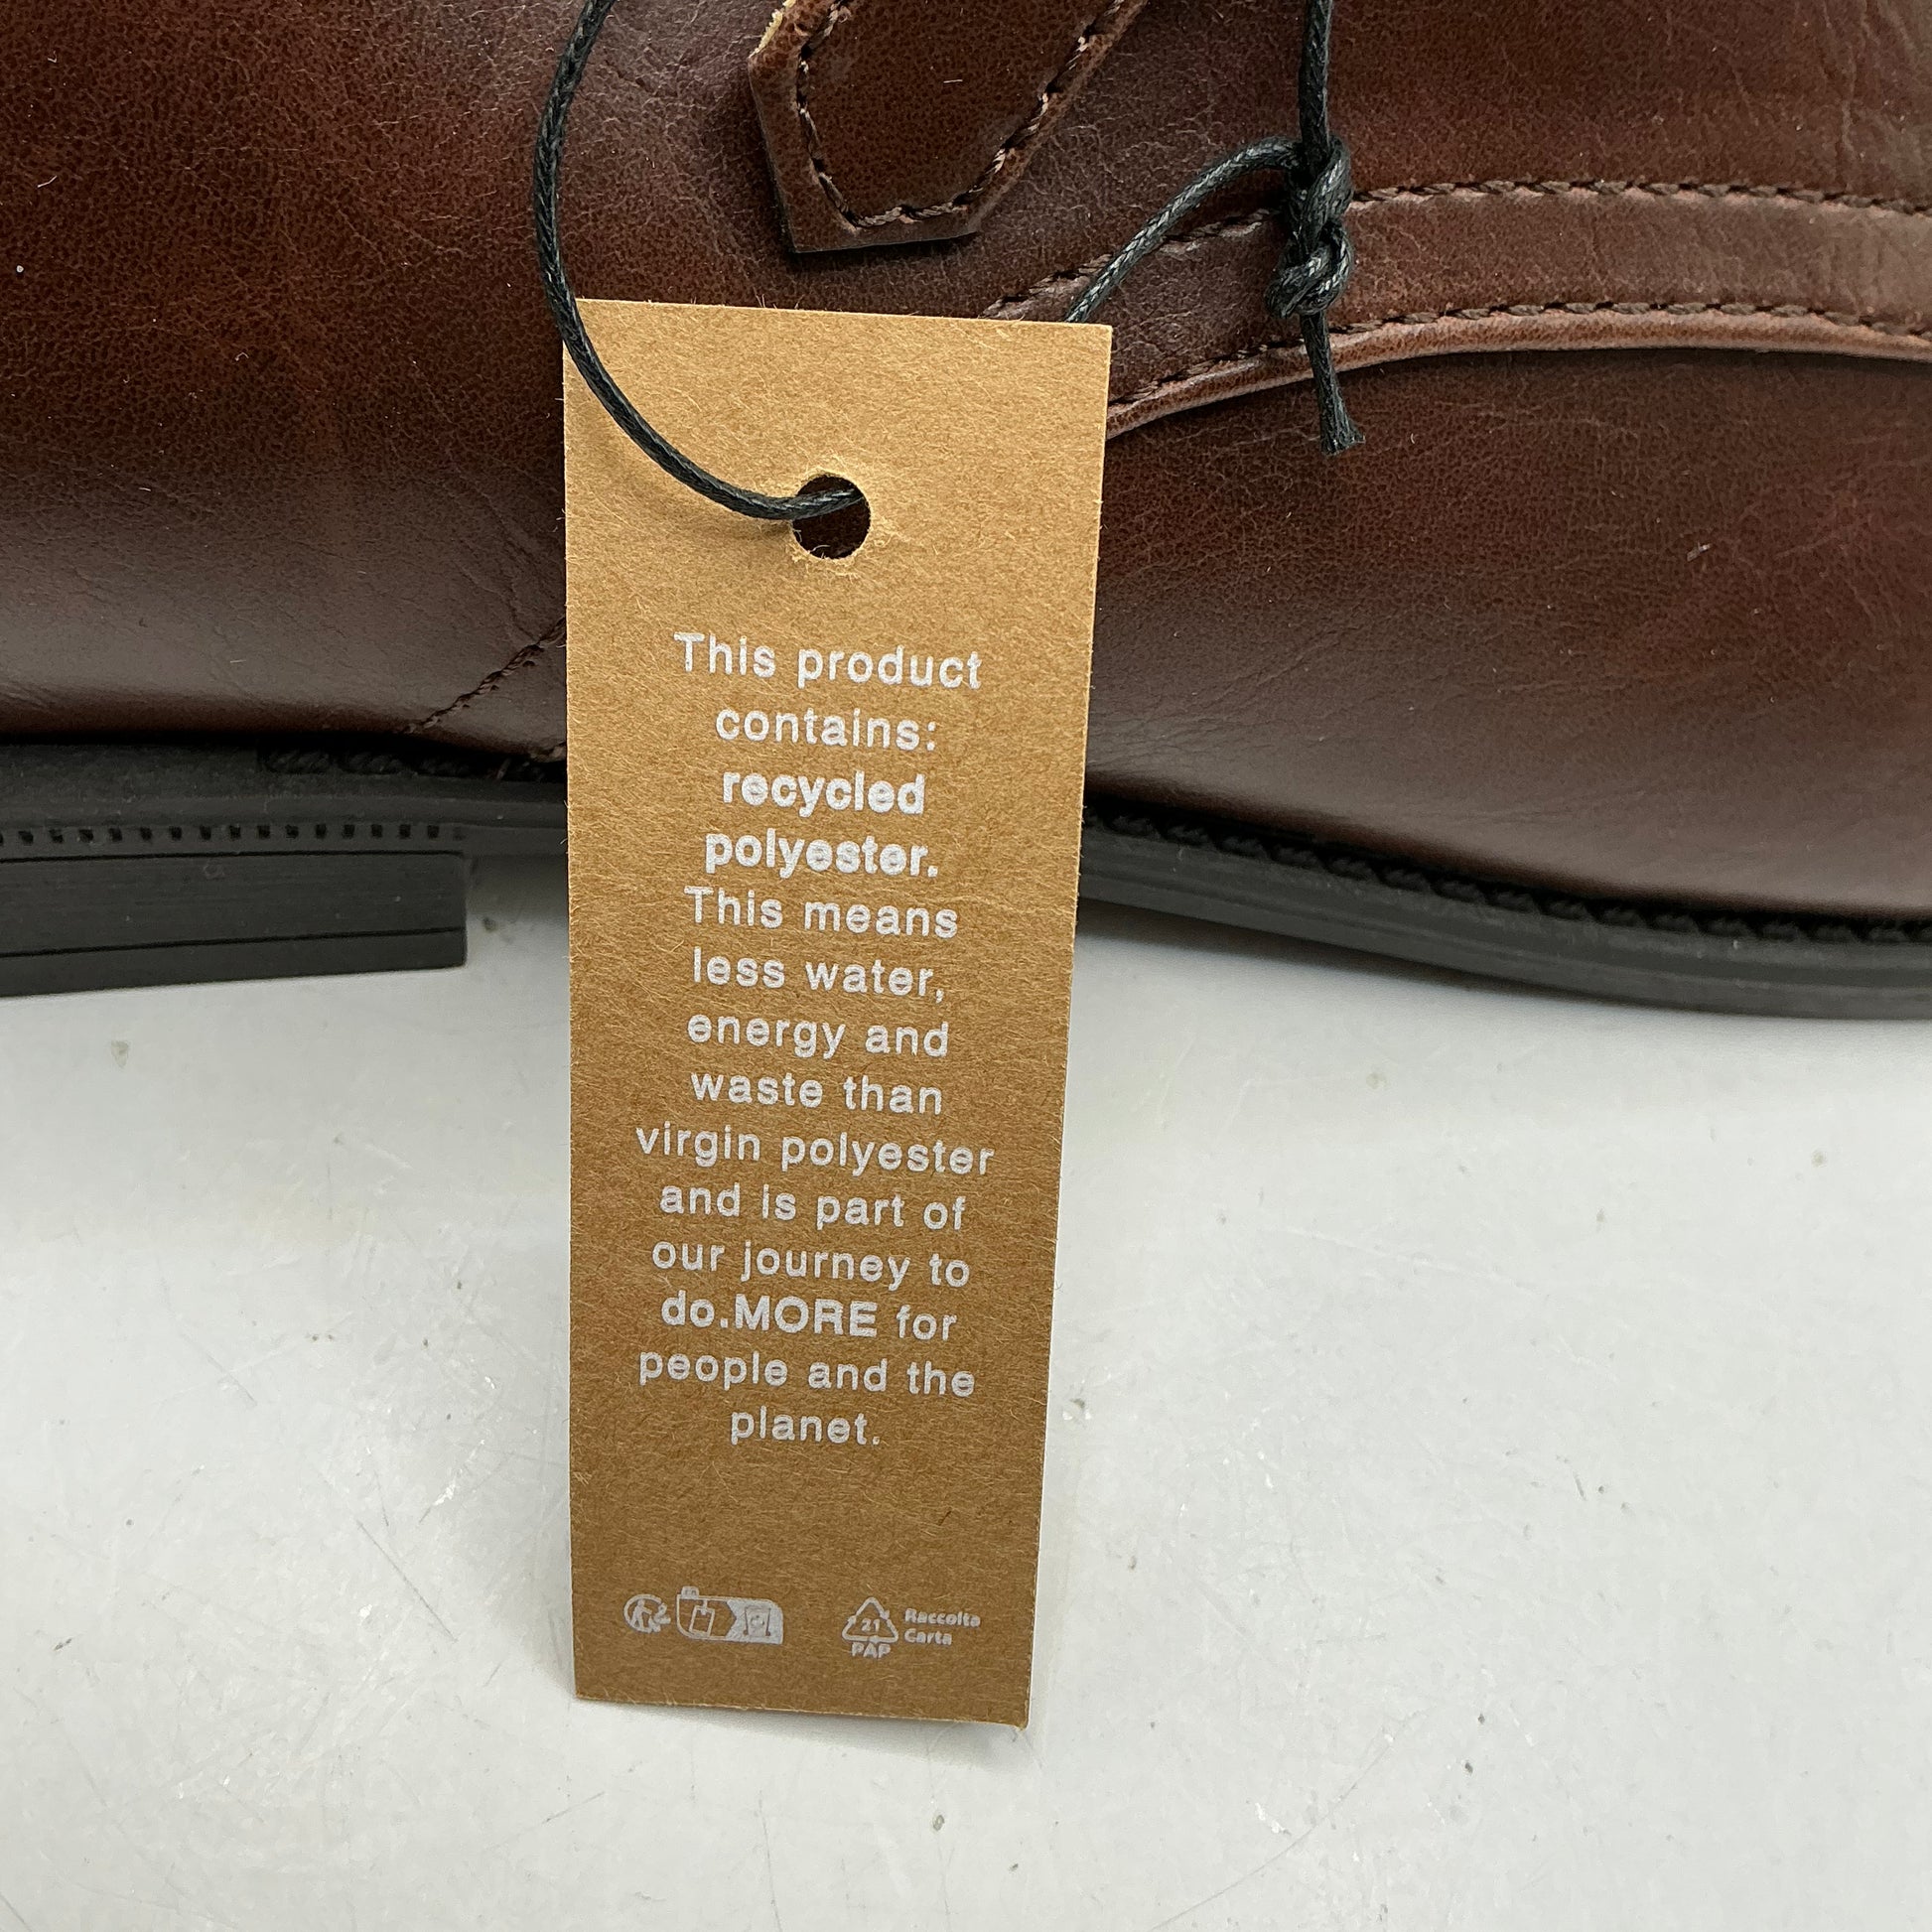 This product
contains:
recycled
polyester.
This means
less water,
energy and
waste than
virgin polyester
and is part of
our journey to
do.MORE for
people and the
planet.
FR
21
PAP
Raccolta
Carta